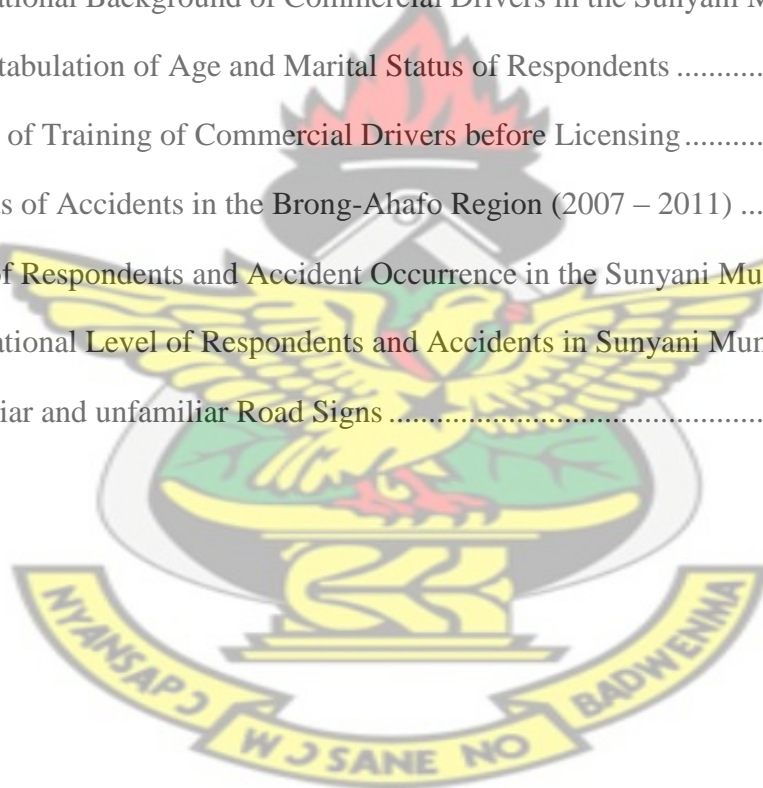 ational Background of Commercial Drivers in the Sunyani M
tabulation of Age and Marital Status of Respondents ...........
of Training of Commercial Drivers before Licensing ..........
s of Accidents in the Brong-Ahafo Region (2007 – 2011) ...
of Respondents and Accident Occurrence in the Sunyani Mu
ational Level of Respondents and Accidents in Sunyani Mun
iar and unfamiliar Road Signs ..............................................
NYANSAPƆ
WƆSANE NO
BADWENMA